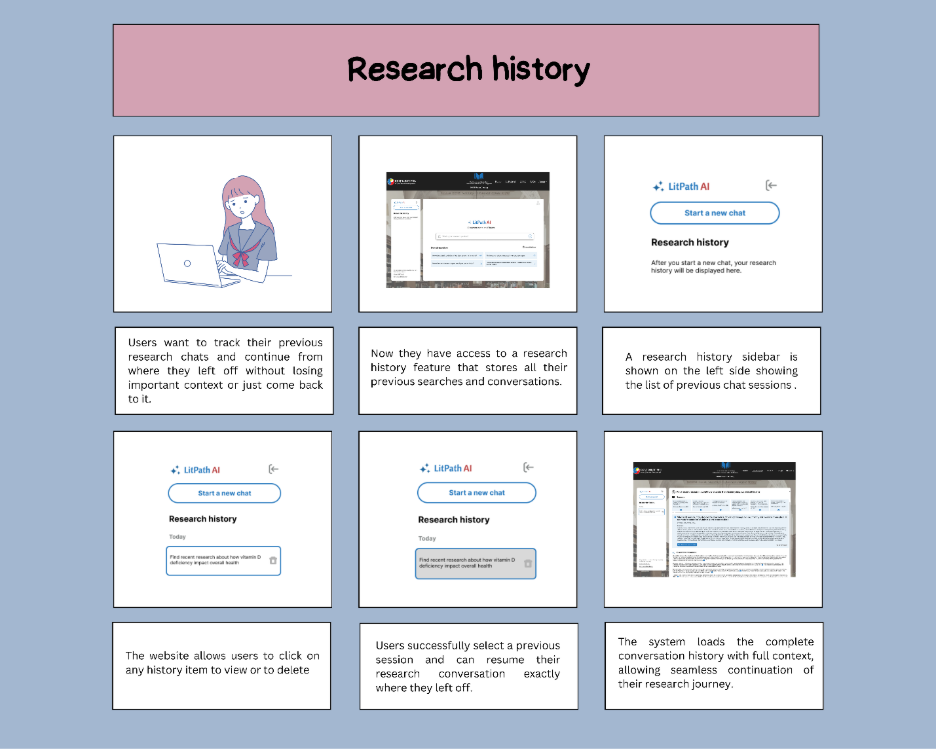 Research history
LitPath AI
LitPath AI
Start a new chat
Research history
After you start a new chat, your research
history will be displayed here.
Users want to track their previous
research chats and continue from
where they left off without losing
important context or just come back
to it.
Now they have access to a research
history feature that stores all their
previous searches and conversations.
A research history sidebar is
shown on the left side showing
the list of previous chat sessions .
LitPath AI
Start a new chat
Research history
Today
Find recent research about how vitamin D
deficiency impact overall health
LitPath AI
Start a new chat
Research history
Today
Find recent research about how vitamin D
deficiency impact overall health
The website allows users to click on
any history item to view or to delete
Users successfully select a previous
session and can resume their
research conversation exactly
where they left off.
The system loads the complete
conversation history with full context,
allowing seamless continuation of
their research journey.